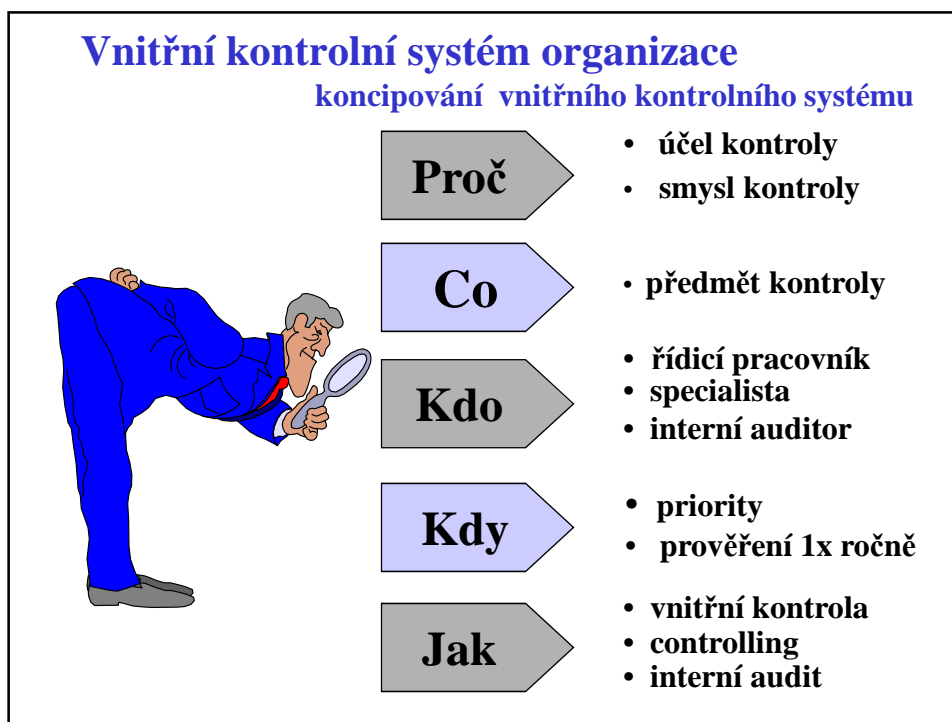 Vnitřní kontrolní systém organizace
koncipování vnitřního kontrolního systému
Proč
• účel kontroly
• smysl kontroly
Co
• předmět kontroly
Kdo
• řídicí pracovník
• specialista
• interní auditor
Kdy
• priority
• prověření 1x ročně
Jak
• vnitřní kontrola
• controlling
• interní audit